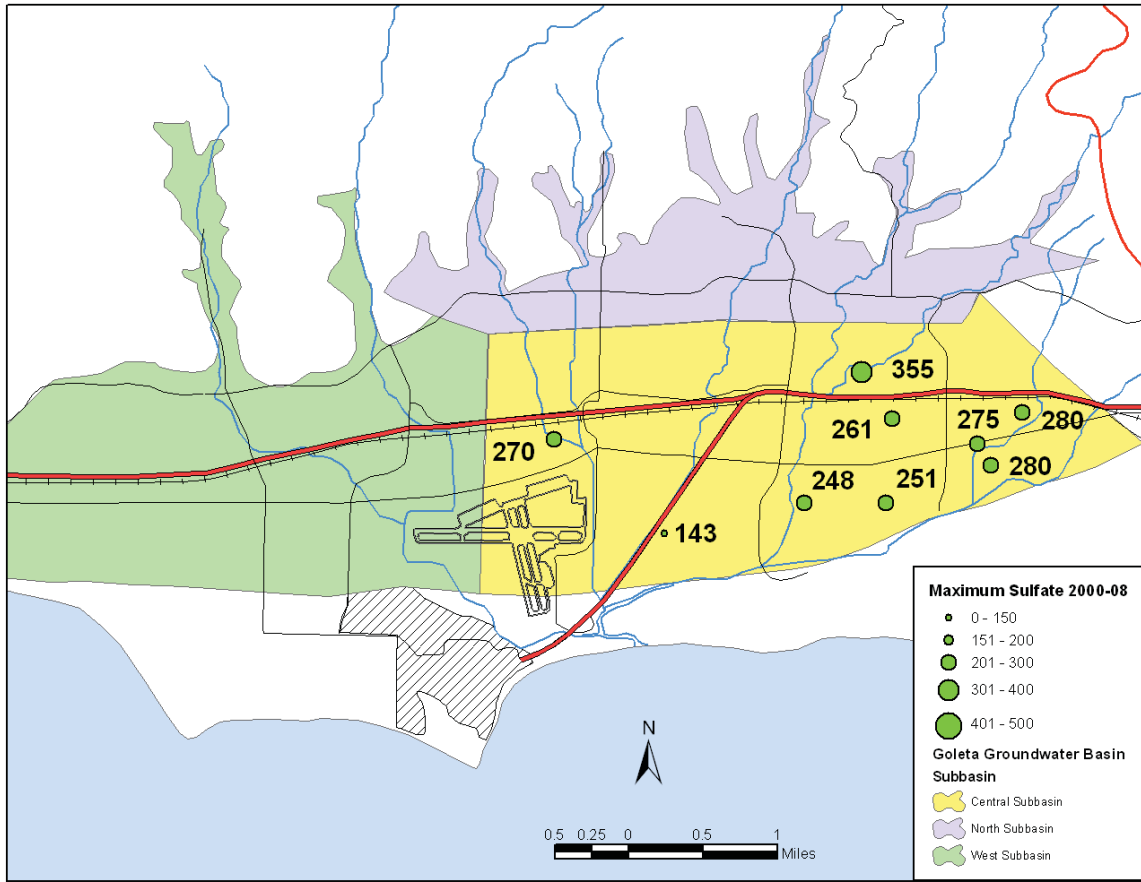 355
261
275
280
270
280
248
251
143
Maximum Sulfate 2000-08
0 - 150
151 - 200
201 - 300
301 - 400
401 - 500
Goleta Groundwater Basin
Subbasin
Central Subbasin
North Subbasin
West Subbasin
N
0.5 0.25 0 0.5 1
Miles